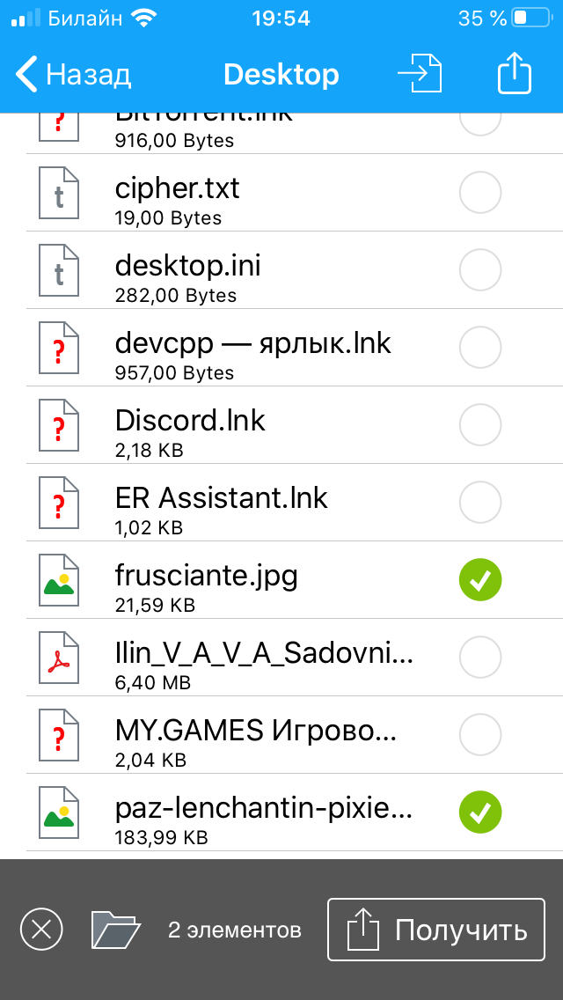 Билайн 19:54 35 %
Назад Desktop
BitTorrent.lnk
916,00 Bytes
t cipher.txt
19,00 Bytes
t desktop.ini
282,00 Bytes
? devcpp — ярлык.lnk
957,00 Bytes
? Discord.lnk
2,18 KB
? ER Assistant.lnk
1,02 KB
frusciante.jpg
21,59 KB
Ilin_V_A_V_A_Sadovni...
6,40 MB
? MY.GAMES Игрово...
2,04 KB
paz-lenchantin-pixie...
183,99 KB
2 элементов Получить